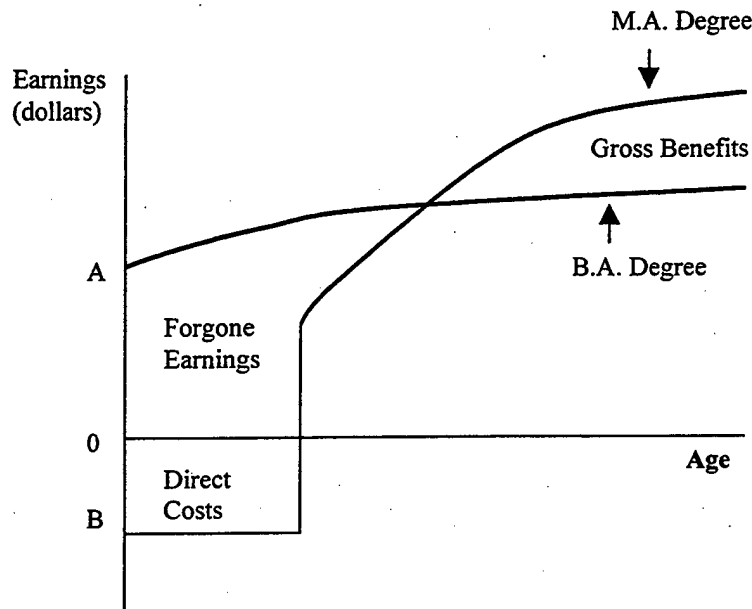 M.A. Degree
Earnings
(dollars)
Gross Benefits
A
B.A. Degree
Forgone
Earnings
0
Age
Direct
Costs
B